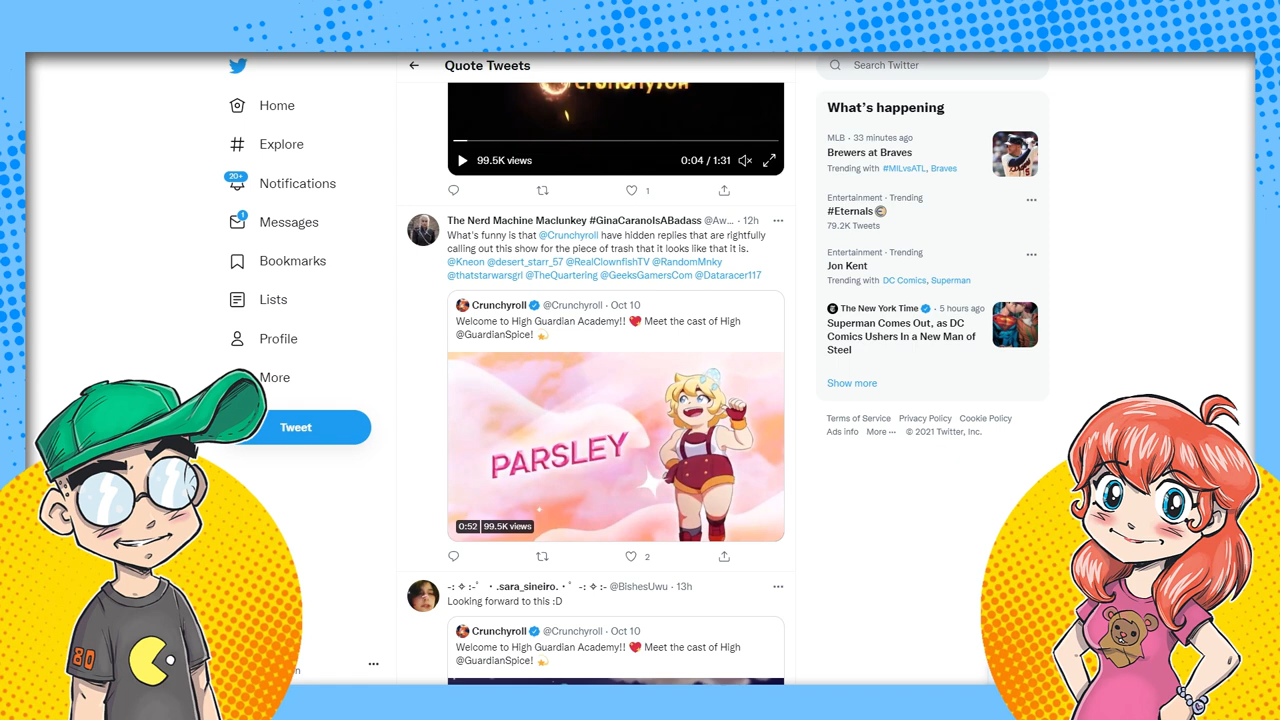 Home
Explore
20+
Notifications
1
Messages
Bookmarks
Lists
Profile
More
Tweet
Quote Tweets
99.5K views
0:04 / 1:31
1
The Nerd Machine Maclunkey #GinaCaranoIsABadass @Aw... · 12h
What's funny is that @Crunchyroll have hidden replies that are rightfully
calling out this show for the piece of trash that it looks like that it is.
@Kneon @desert_starr_57 @RealClownfishTV @RandomMnky
@thatstarwarsgrl @TheQuartering @GeeksGamersCom @Dataracer117
Crunchyroll @Crunchyroll · Oct 10
Welcome to High Guardian Academy!! 💖 Meet the cast of High
@GuardianSpice! 💫
PARSLEY
0:52 99.5K views
2
-: ✧ :-ﾟ ・.sara_sineiro.・ﾟ -: ✧ :- @BishesUwu · 13h
Looking forward to this :D
Crunchyroll @Crunchyroll · Oct 10
Welcome to High Guardian Academy!! 💖 Meet the cast of High
@GuardianSpice! 💫
Search Twitter
What's happening
MLB · 33 minutes ago
Brewers at Braves
Trending with #MILvsATL, Braves
Entertainment · Trending
#Eternals
79.2K Tweets
Entertainment · Trending
Jon Kent
Trending with DC Comics, Superman
The New York Time · 5 hours ago
Superman Comes Out, as DC
Comics Ushers In a New Man of
Steel
Show more
Terms of Service Privacy Policy Cookie Policy
Ads info More ··· © 2021 Twitter, Inc.
80